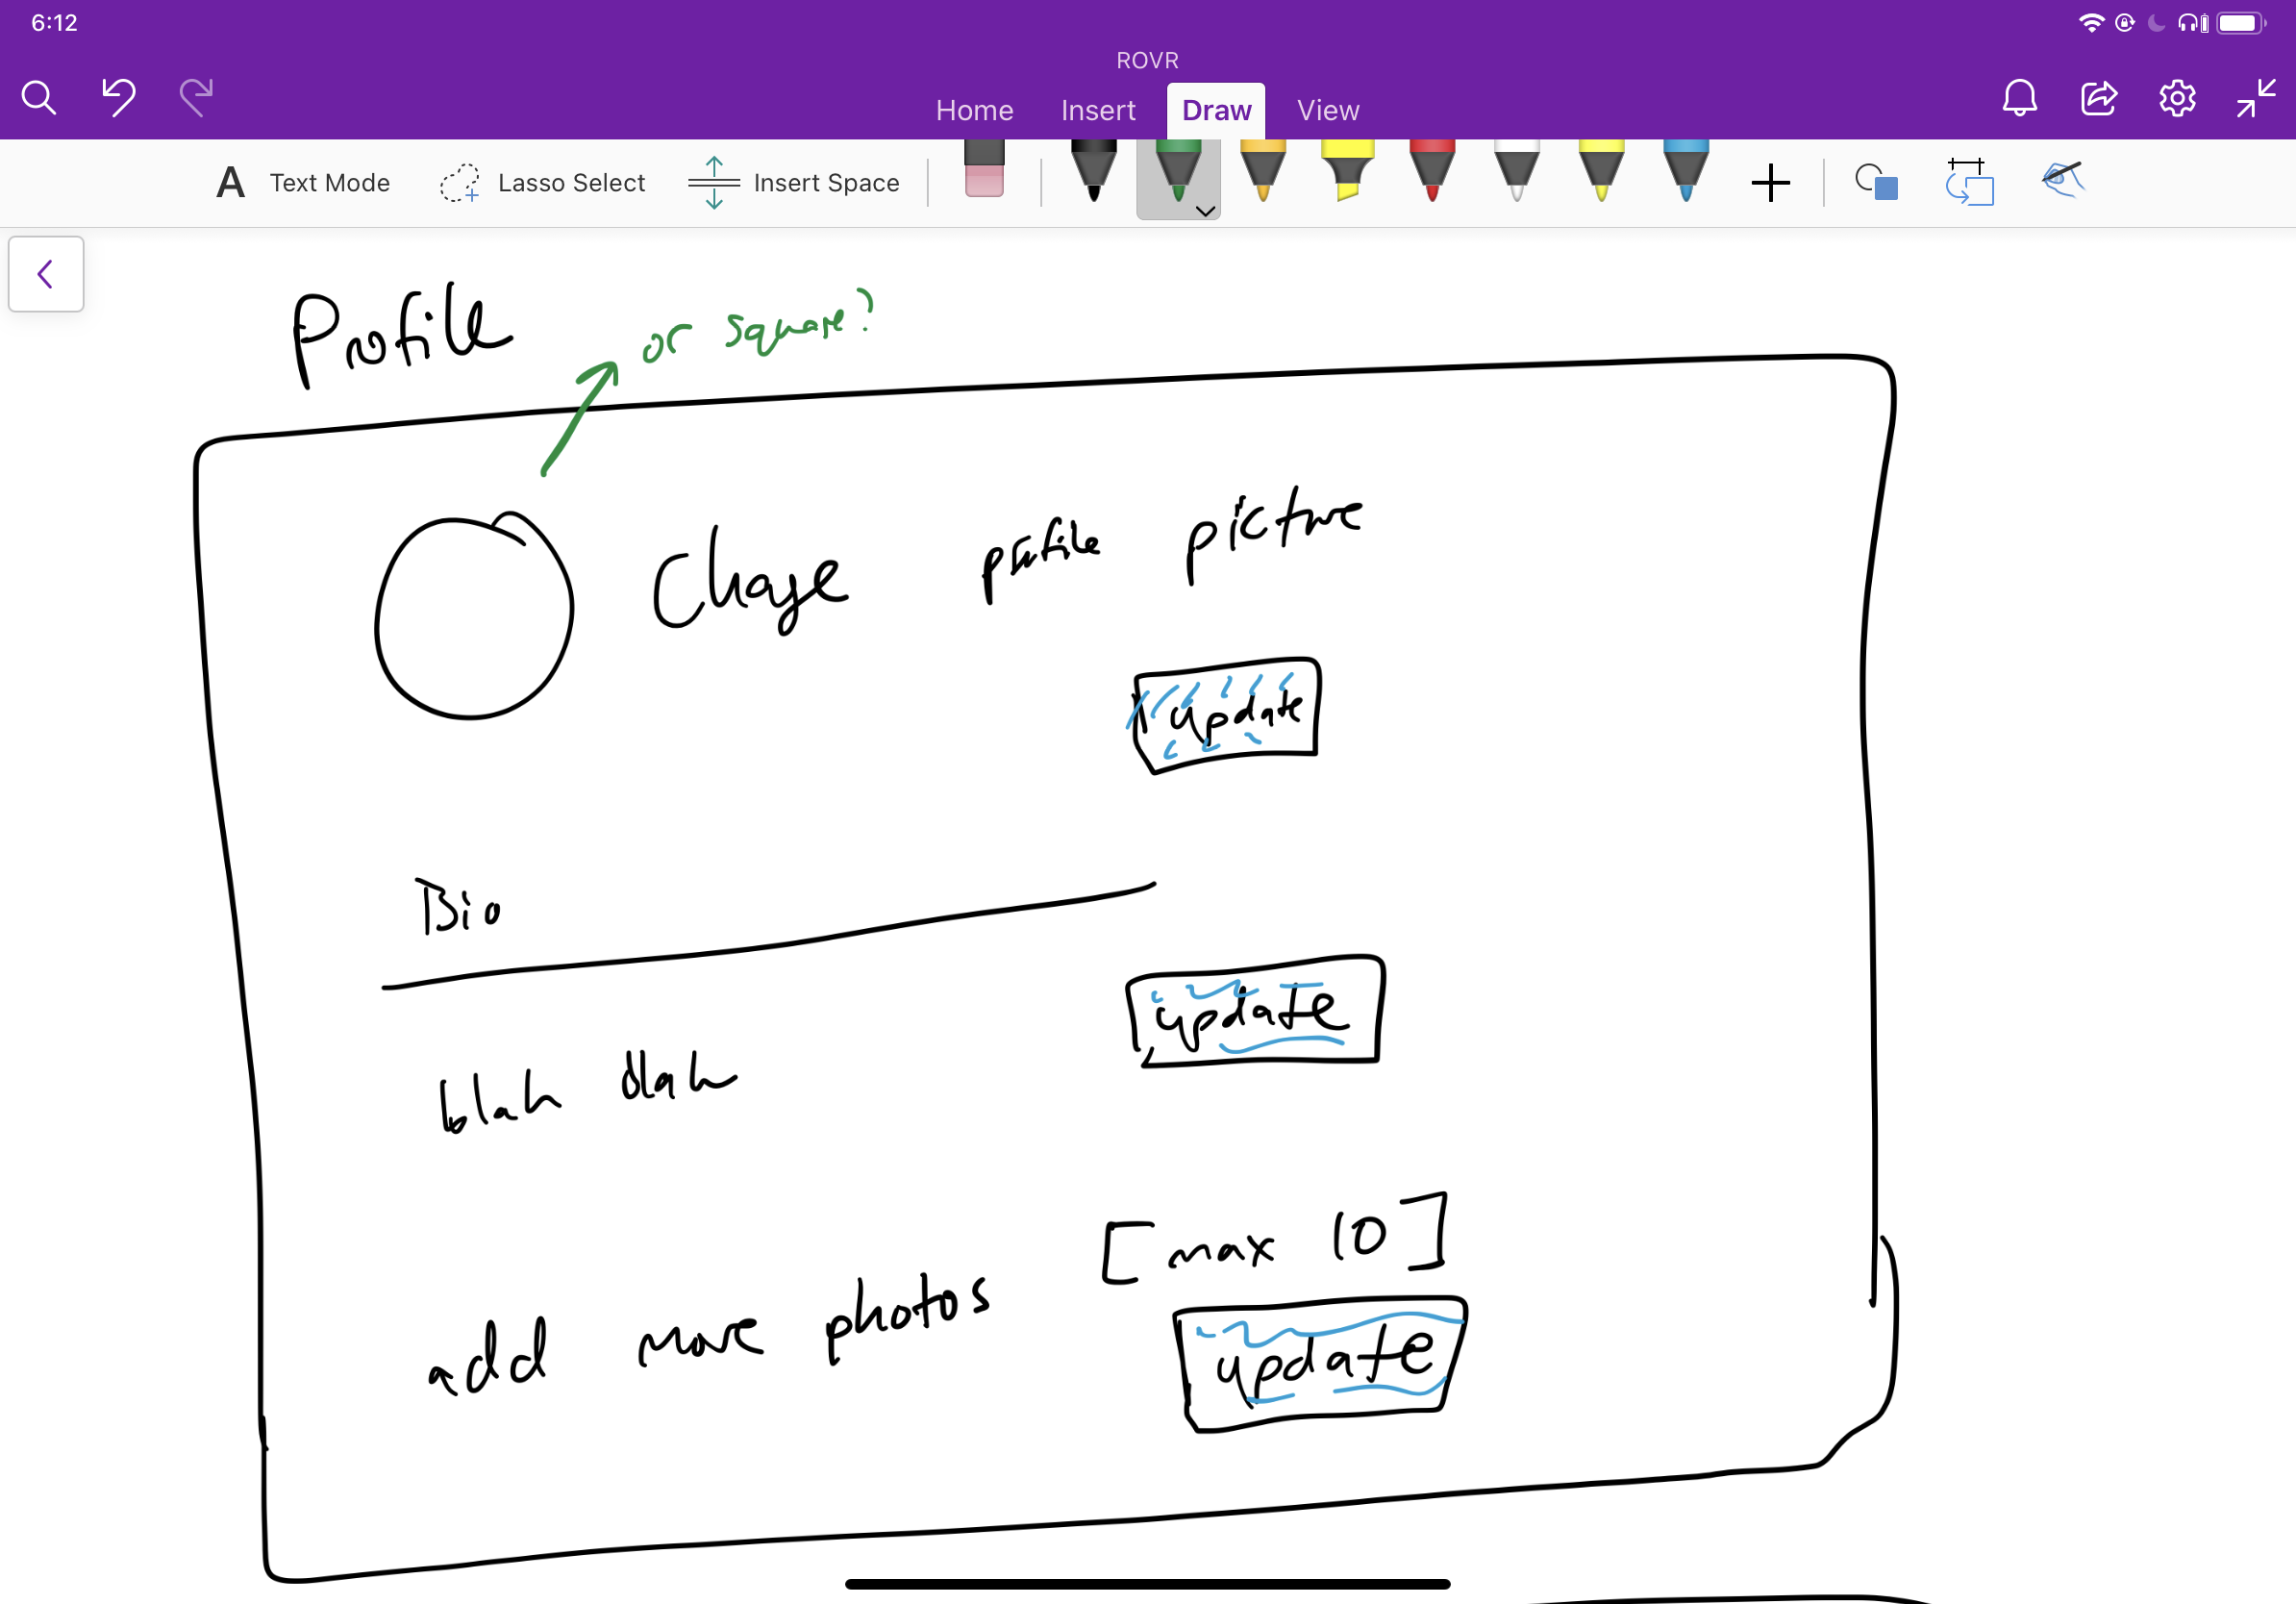 6:12
ROVR
Home Insert Draw View
Text Mode Lasso Select Insert Space
Profile
or square?
Change profile picture
update
Bio
update
blah blah
[max 10]
add more photos
update